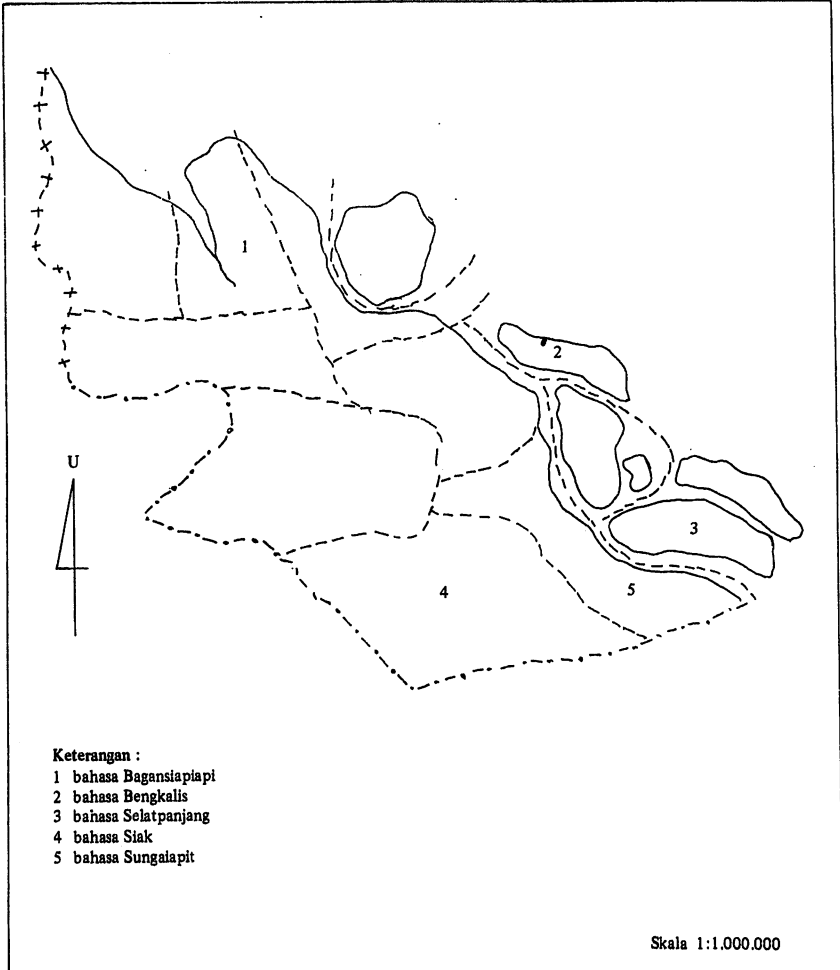 1
2
U
3
4
5
Keterangan :
1 bahasa Bagansiapiapi
2 bahasa Bengkalis
3 bahasa Selatpanjang
4 bahasa Siak
5 bahasa Sungaiapit
Skala 1:1.000.000